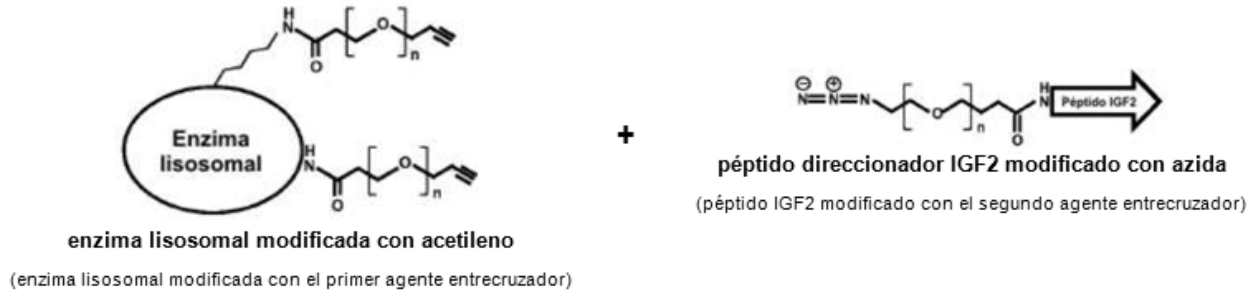 H
N
O
O
n
Enzima
lisosomal
H
N
O
O
n
+
N=N=N
O
n
O
H
N
Péptido IGF2
enzima lisosomal modificada con acetileno
(enzima lisosomal modificada con el primer agente entrecruzador)
péptido direccionador IGF2 modificado con azida
(péptido IGF2 modificado con el segundo agente entrecruzador)